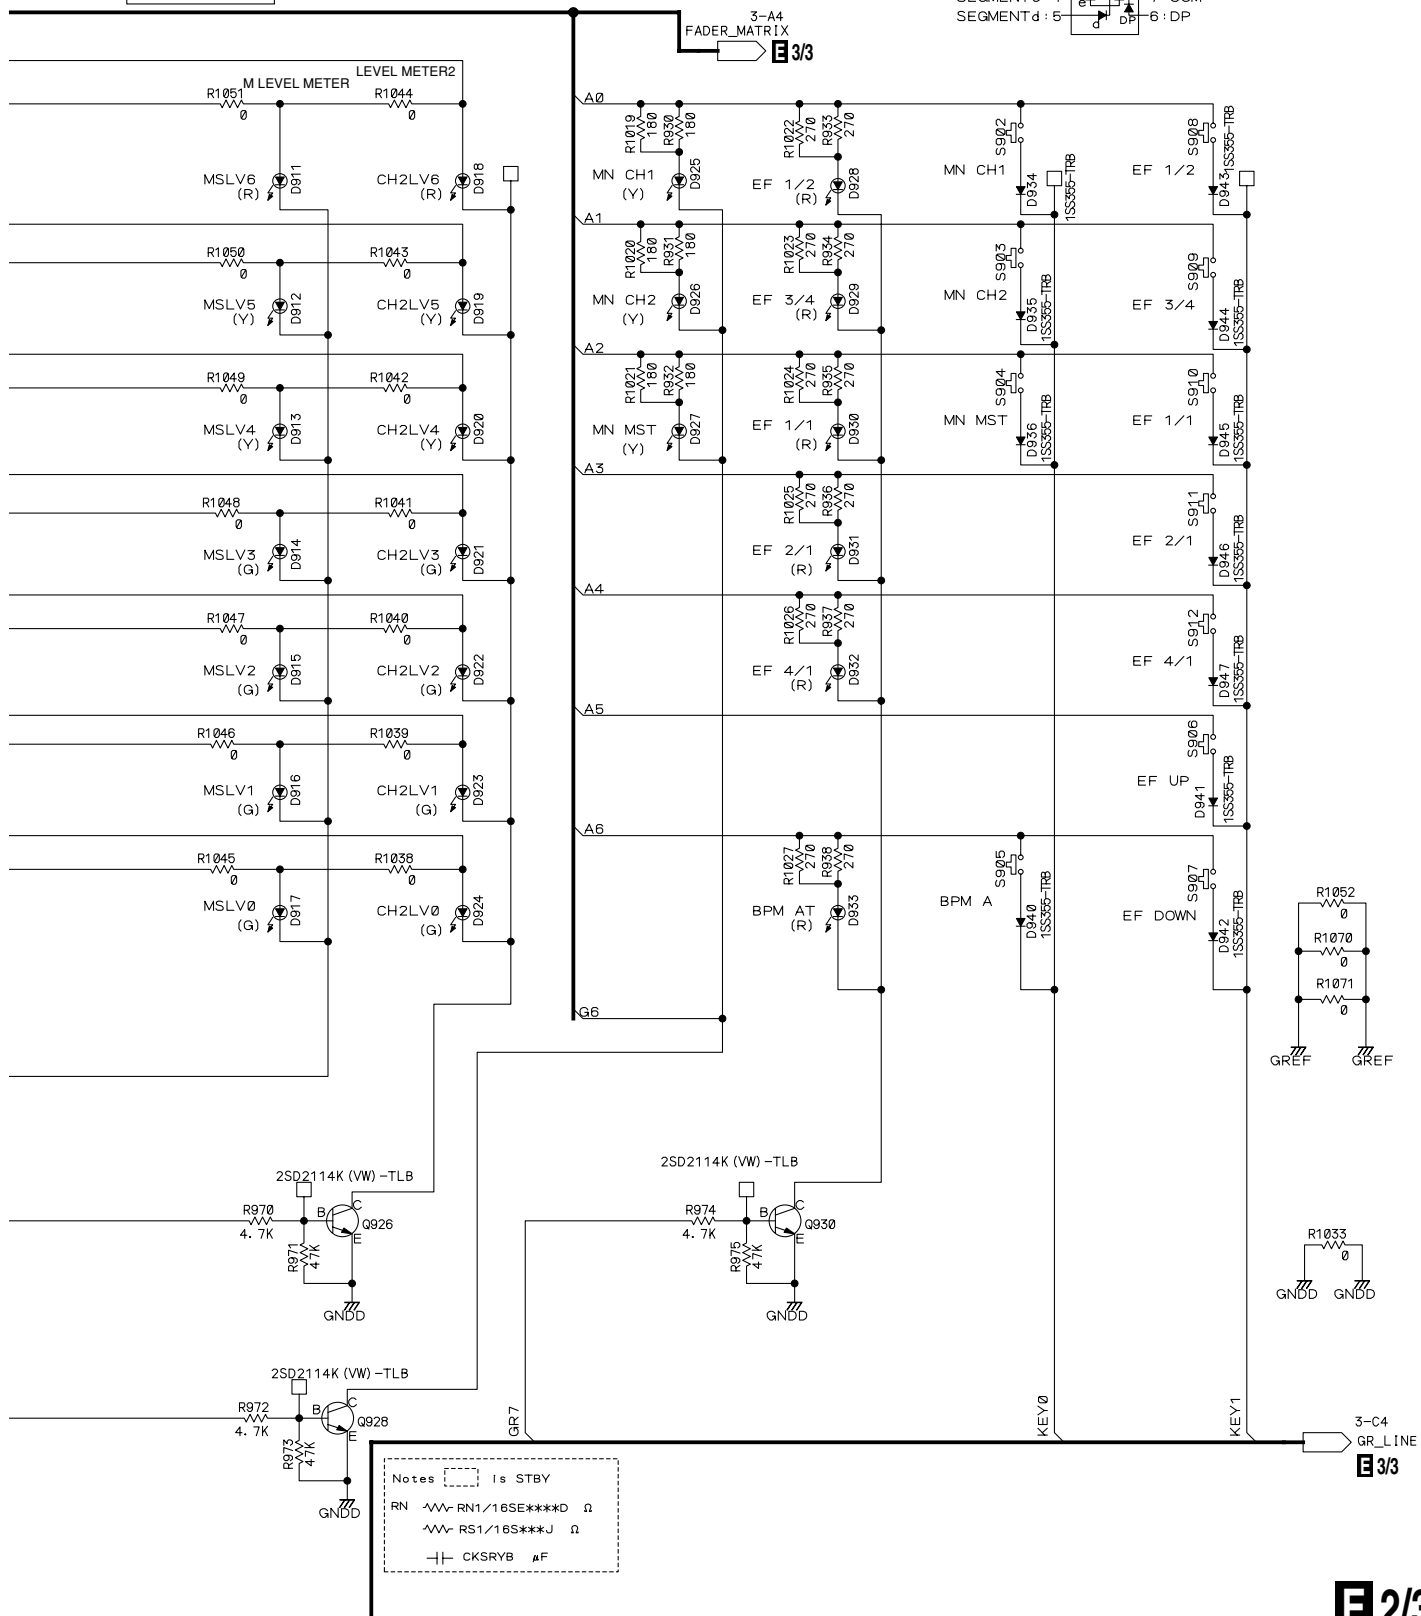 3-A4
FADER_MATRIX
E 3/3
SEGMENTd:5
e
d
DP
6:DP
M LEVEL METER
LEVEL METER2
R1051
0
R1044
0
MSLV6
(R)
D911
CH2LV6
(R)
D918
R1050
0
R1043
0
MSLV5
(Y)
D912
CH2LV5
(Y)
D919
R1049
0
R1042
0
MSLV4
(Y)
D913
CH2LV4
(Y)
D920
R1048
0
R1041
0
MSLV3
(G)
D914
CH2LV3
(G)
D921
R1047
0
R1040
0
MSLV2
(G)
D915
CH2LV2
(G)
D922
R1046
0
R1039
0
MSLV1
(G)
D916
CH2LV1
(G)
D923
R1045
0
R1038
0
MSLV0
(G)
D917
CH2LV0
(G)
D924
A0
R1019
180
R930
180
MN CH1
(Y)
D925
R1022
270
R933
270
EF 1/2
(R)
D928
S902
MN CH1
D934
1SS355-TRB
S908
EF 1/2
D943
1SS355-TRB
A1
R1020
180
R931
180
MN CH2
(Y)
D926
R1023
270
R934
270
EF 3/4
(R)
D929
S903
MN CH2
D935
1SS355-TRB
S909
EF 3/4
D944
1SS355-TRB
A2
R1021
180
R932
180
MN MST
(Y)
D927
R1024
270
R935
270
EF 1/1
(R)
D930
S904
MN MST
D936
1SS355-TRB
S910
EF 1/1
D945
1SS355-TRB
A3
R1025
270
R936
270
EF 2/1
(R)
D931
S911
EF 2/1
D946
1SS355-TRB
A4
R1026
270
R937
270
EF 4/1
(R)
D932
S912
EF 4/1
D947
1SS355-TRB
A5
S906
EF UP
D941
1SS355-TRB
A6
R1027
270
R938
270
BPM AT
(R)
D933
S905
BPM A
D940
1SS355-TRB
S907
EF DOWN
D942
1SS355-TRB
G6
R1052
0
R1070
0
R1071
0
GREF
GREF
2SD2114K(VW)-TLB
R970
4.7K
R971
47K
B
C
E
Q926
GNDD
2SD2114K(VW)-TLB
R974
4.7K
R975
47K
B
C
E
Q930
GNDD
R1033
0
GNDD
GNDD
2SD2114K(VW)-TLB
R972
4.7K
R973
47K
B
C
E
Q928
GNDD
GR7
KEY0
KEY1
3-C4
GR_LINE
E 3/3
Notes is STBY
RN RN1/16SE****D Ω
RS1/16S***J Ω
CKSRYB µF
E 2/3